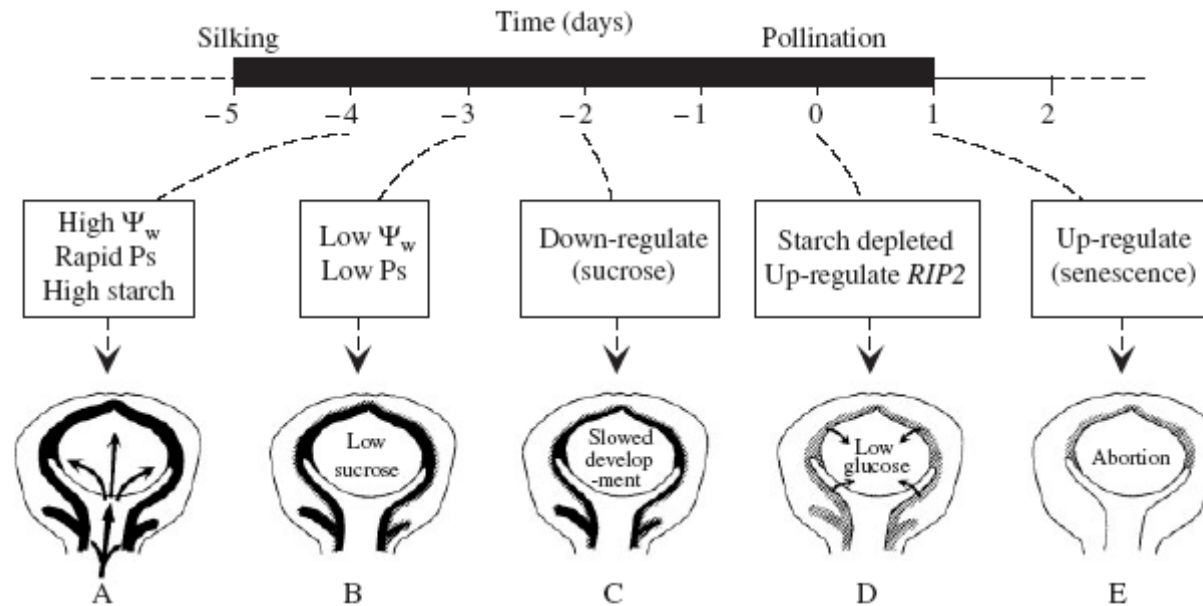 Time (days)
Silking
Pollination
−5 −4 −3 −2 −1 0 1 2
High Ψw
Rapid Ps
High starch
Low Ψw
Low Ps
Down-regulate
(sucrose)
Starch depleted
Up-regulate RIP2
Up-regulate
(senescence)
Low
sucrose
Slowed
develop
-ment
Low
glucose
Abortion
A B C D E